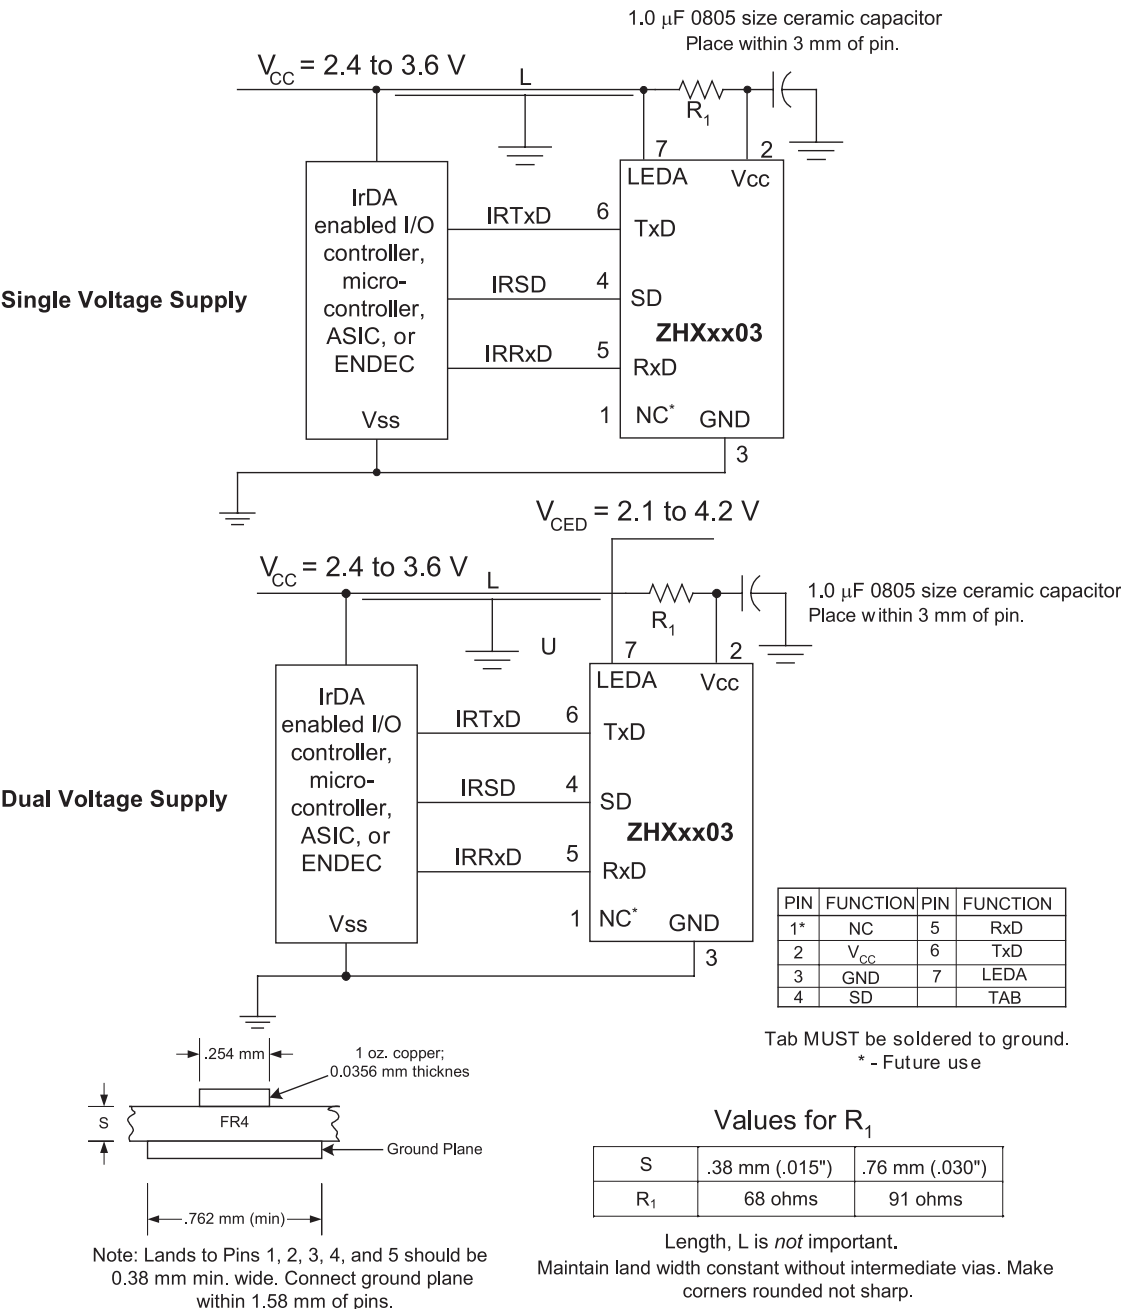 1.0 μF 0805 size ceramic capacitor
Place within 3 mm of pin.
VCC = 2.4 to 3.6 V
L
R1
7
2
LEDA
Vcc
IrDA
enabled I/O
controller,
micro-
controller,
ASIC, or
ENDEC
Vss
IRTxD
6
TxD
IRSD
4
SD
IRRxD
5
RxD
ZHXxx03
1
NC*
GND
3
Single Voltage Supply
VCED = 2.1 to 4.2 V
VCC = 2.4 to 3.6 V
L
R1
1.0 μF 0805 size ceramic capacitor
Place within 3 mm of pin.
U
7
2
LEDA
Vcc
IrDA
enabled I/O
controller,
micro-
controller,
ASIC, or
ENDEC
Vss
IRTxD
6
TxD
IRSD
4
SD
IRRxD
5
RxD
ZHXxx03
1
NC*
GND
3
Dual Voltage Supply
PIN FUNCTION PIN FUNCTION
1* NC 5 RxD
2 VCC 6 TxD
3 GND 7 LEDA
4 SD TAB
Tab MUST be soldered to ground.
* - Future use
.254 mm
1 oz. copper;
0.0356 mm thicknes
S
FR4
Ground Plane
.762 mm (min)
Note: Lands to Pins 1, 2, 3, 4, and 5 should be
0.38 mm min. wide. Connect ground plane
within 1.58 mm of pins.
Values for R1
S .38 mm (.015") .76 mm (.030")
R1 68 ohms 91 ohms
Length, L is not important.
Maintain land width constant without intermediate vias. Make
corners rounded not sharp.